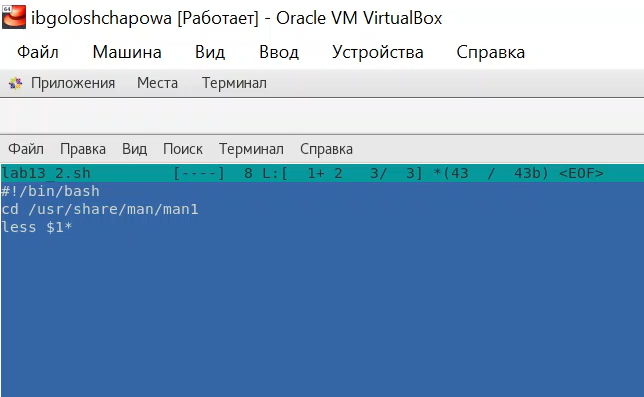 64
ibgoloshchapowa [Работает] - Oracle VM VirtualBox
Файл Машина Вид Ввод Устройства Справка
Приложения Места Терминал
Файл Правка Вид Поиск Терминал Справка
lab13_2.sh [----] 8 L:[ 1+ 2 3/ 3] *(43 / 43b) <EOF>
#!/bin/bash
cd /usr/share/man/man1
less $1*